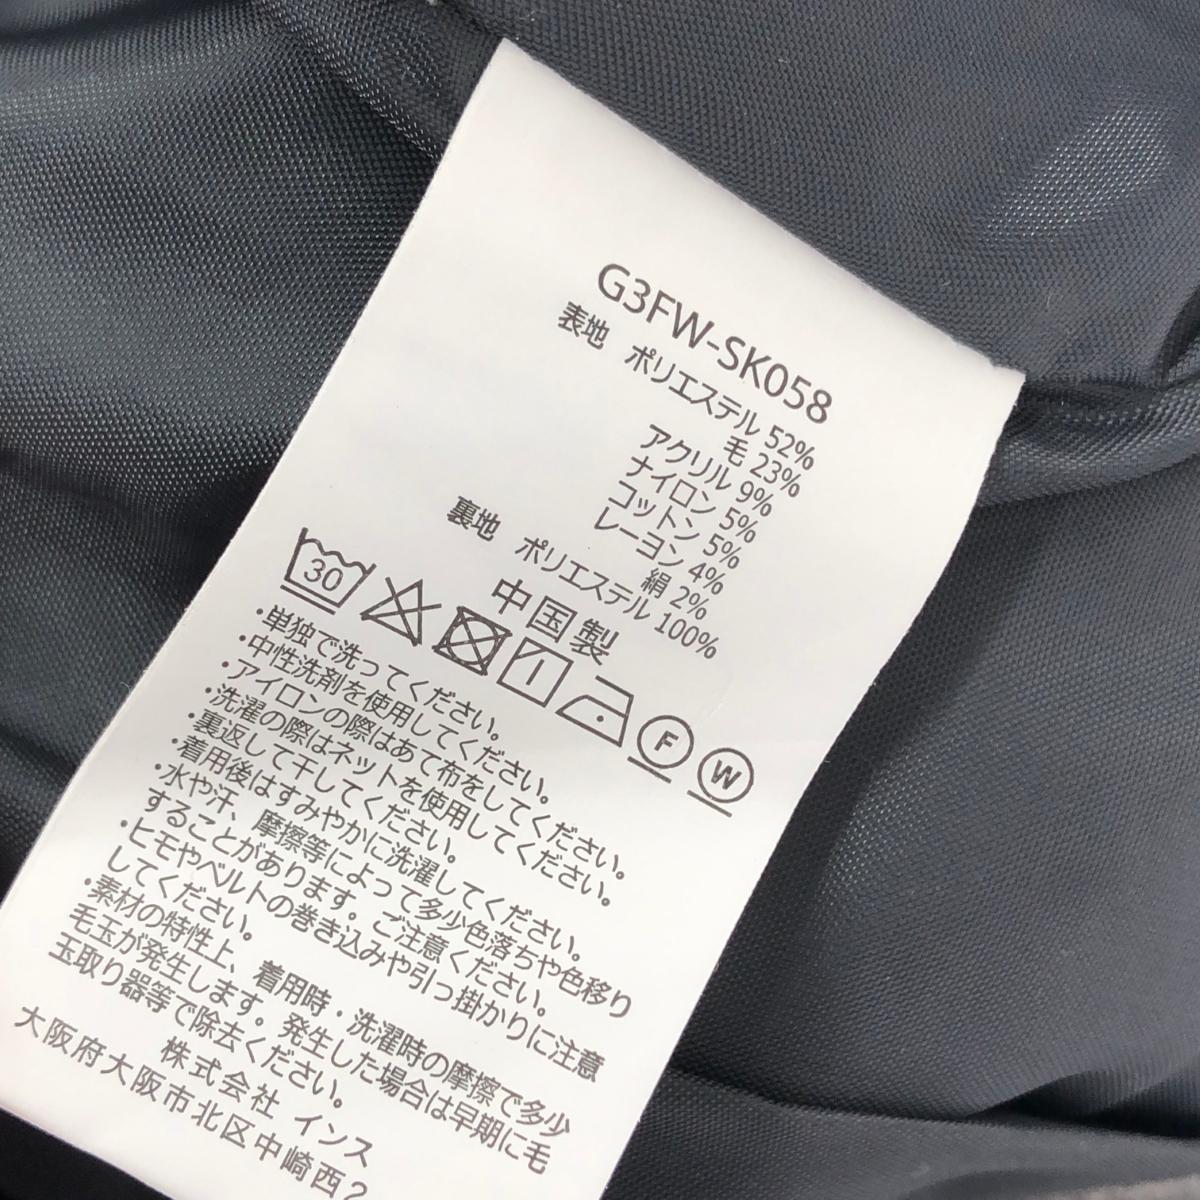 G3FW-SK058
表地 ポリエステル 52%
毛 23%
アクリル 9%
ナイロン 5%
コットン 5%
レーヨン 4%
絹 2%
裏地 ポリエステル 100%
中国製
30
F
W
・単独で洗ってください。
・中性洗剤を使用してください。
・アイロンの際はあて布をしてください。
・洗濯の際はネットを使用してください。
・裏返して干してください。
・着用後はすみやかに洗濯してください。
・水や汗、摩擦等によって多少色落ちや色移り
することがあります。ご注意ください。
・ヒモやベルトの巻き込みや引っ掛かりに注意
してください。
・素材の特性上、着用時・洗濯時の摩擦で多少
毛玉が発生します。発生した場合は早期に毛
玉取り器等で除去ください。
株式会社 インス
大阪府大阪市北区中崎西2